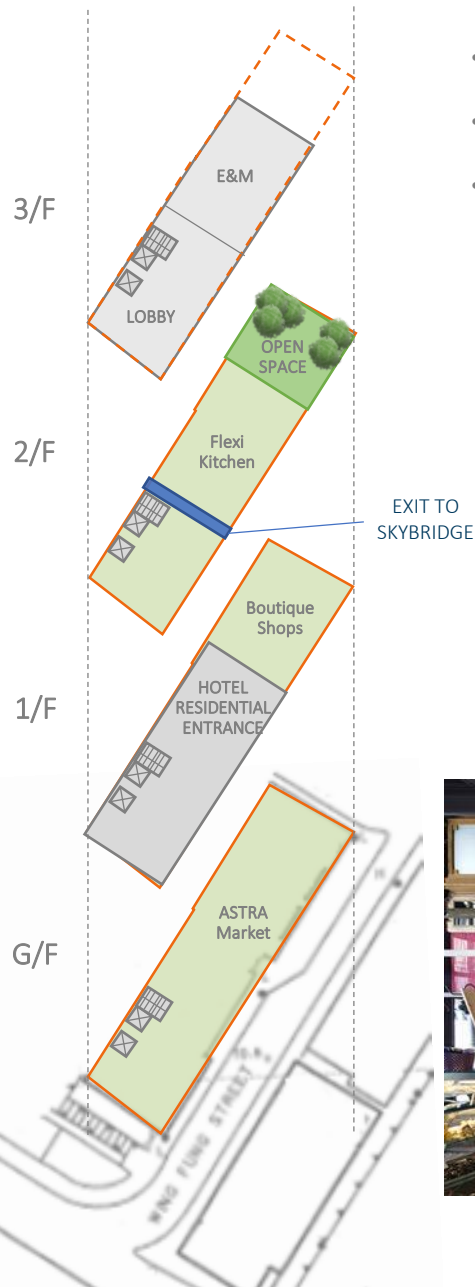 3/F
E&M
LOBBY
2/F
OPEN
SPACE
Flexi
Kitchen
EXIT TO
SKYBRIDGE
1/F
Boutique
Shops
HOTEL
RESIDENTIAL
ENTRANCE
G/F
ASTRA
Market
WING FUNG STREET